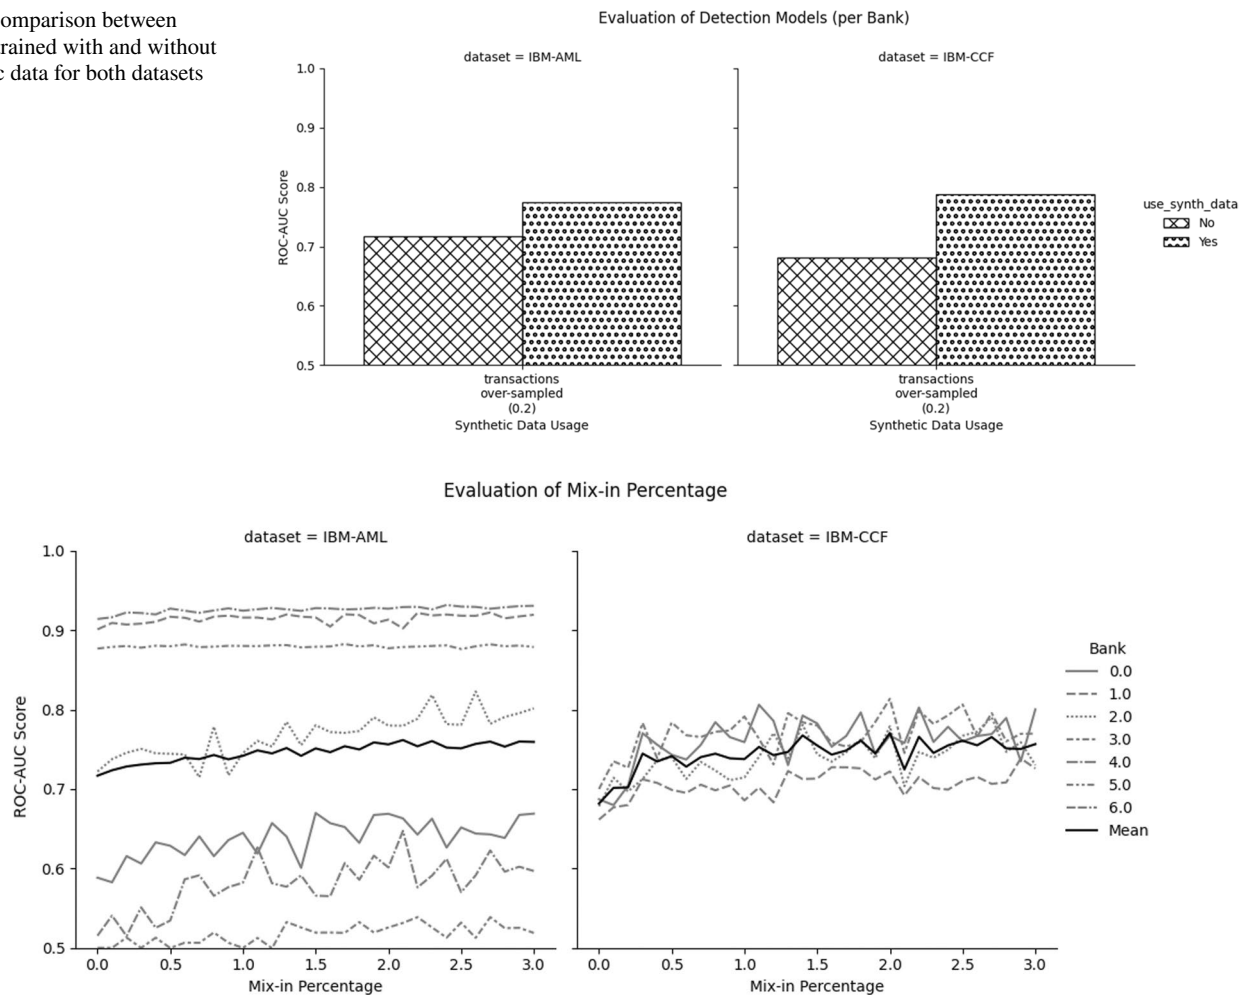 omparison between
rained with and without
c data for both datasets
Evaluation of Detection Models (per Bank)
dataset = IBM-AML
dataset = IBM-CCF
1.0
0.9
0.8
0.7
0.6
0.5
ROC-AUC Score
transactions
over-sampled
(0.2)
Synthetic Data Usage
transactions
over-sampled
(0.2)
Synthetic Data Usage
use_synth_data
No
Yes
Evaluation of Mix-in Percentage
dataset = IBM-AML
dataset = IBM-CCF
1.0
0.9
0.8
0.7
0.6
0.5
ROC-AUC Score
0.0 0.5 1.0 1.5 2.0 2.5 3.0
Mix-in Percentage
0.0 0.5 1.0 1.5 2.0 2.5 3.0
Mix-in Percentage
Bank
0.0
1.0
2.0
3.0
4.0
5.0
6.0
Mean